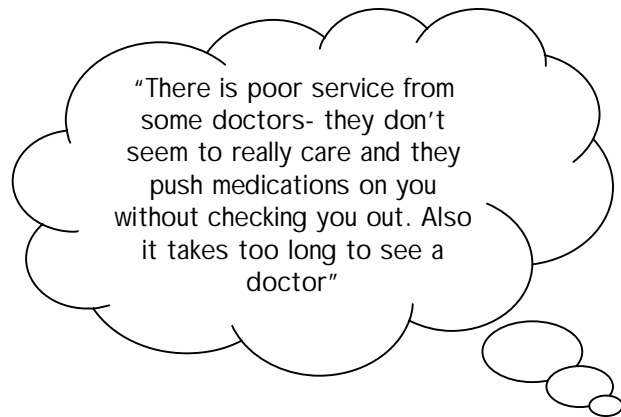 “There is poor service from
some doctors- they don't
seem to really care and they
push medications on you
without checking you out. Also
it takes too long to see a
doctor”